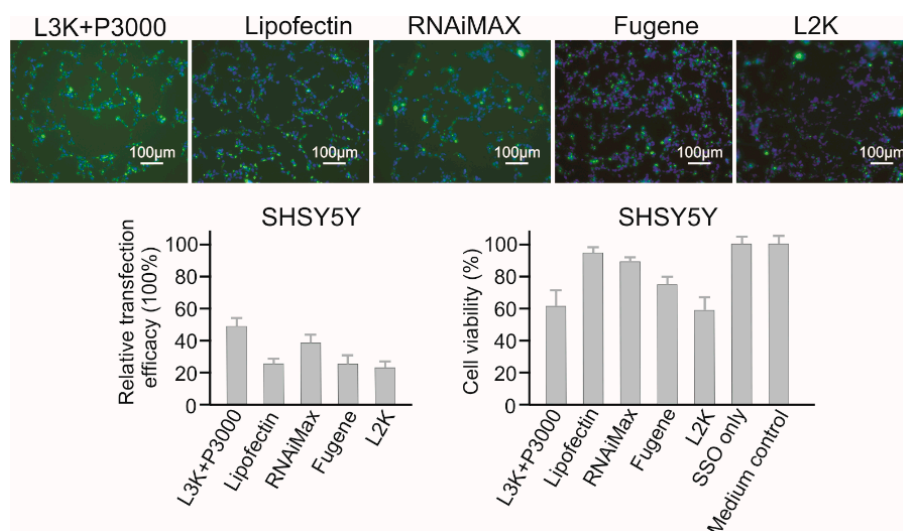 L3K+P3000 Lipofectin RNAiMAX Fugene L2K
100µm 100µm 100µm 100µm 100µm
SHSY5Y
Relative transfection
efficacy (100%)
100
80
60
40
20
0
L3K+P3000
Lipofectin
RNAiMax
Fugene
L2K
SHSY5Y
Cell viability (%)
100
80
60
40
20
0
L3K+P3000
Lipofectin
RNAiMax
Fugene
L2K
SSO only
Medium control